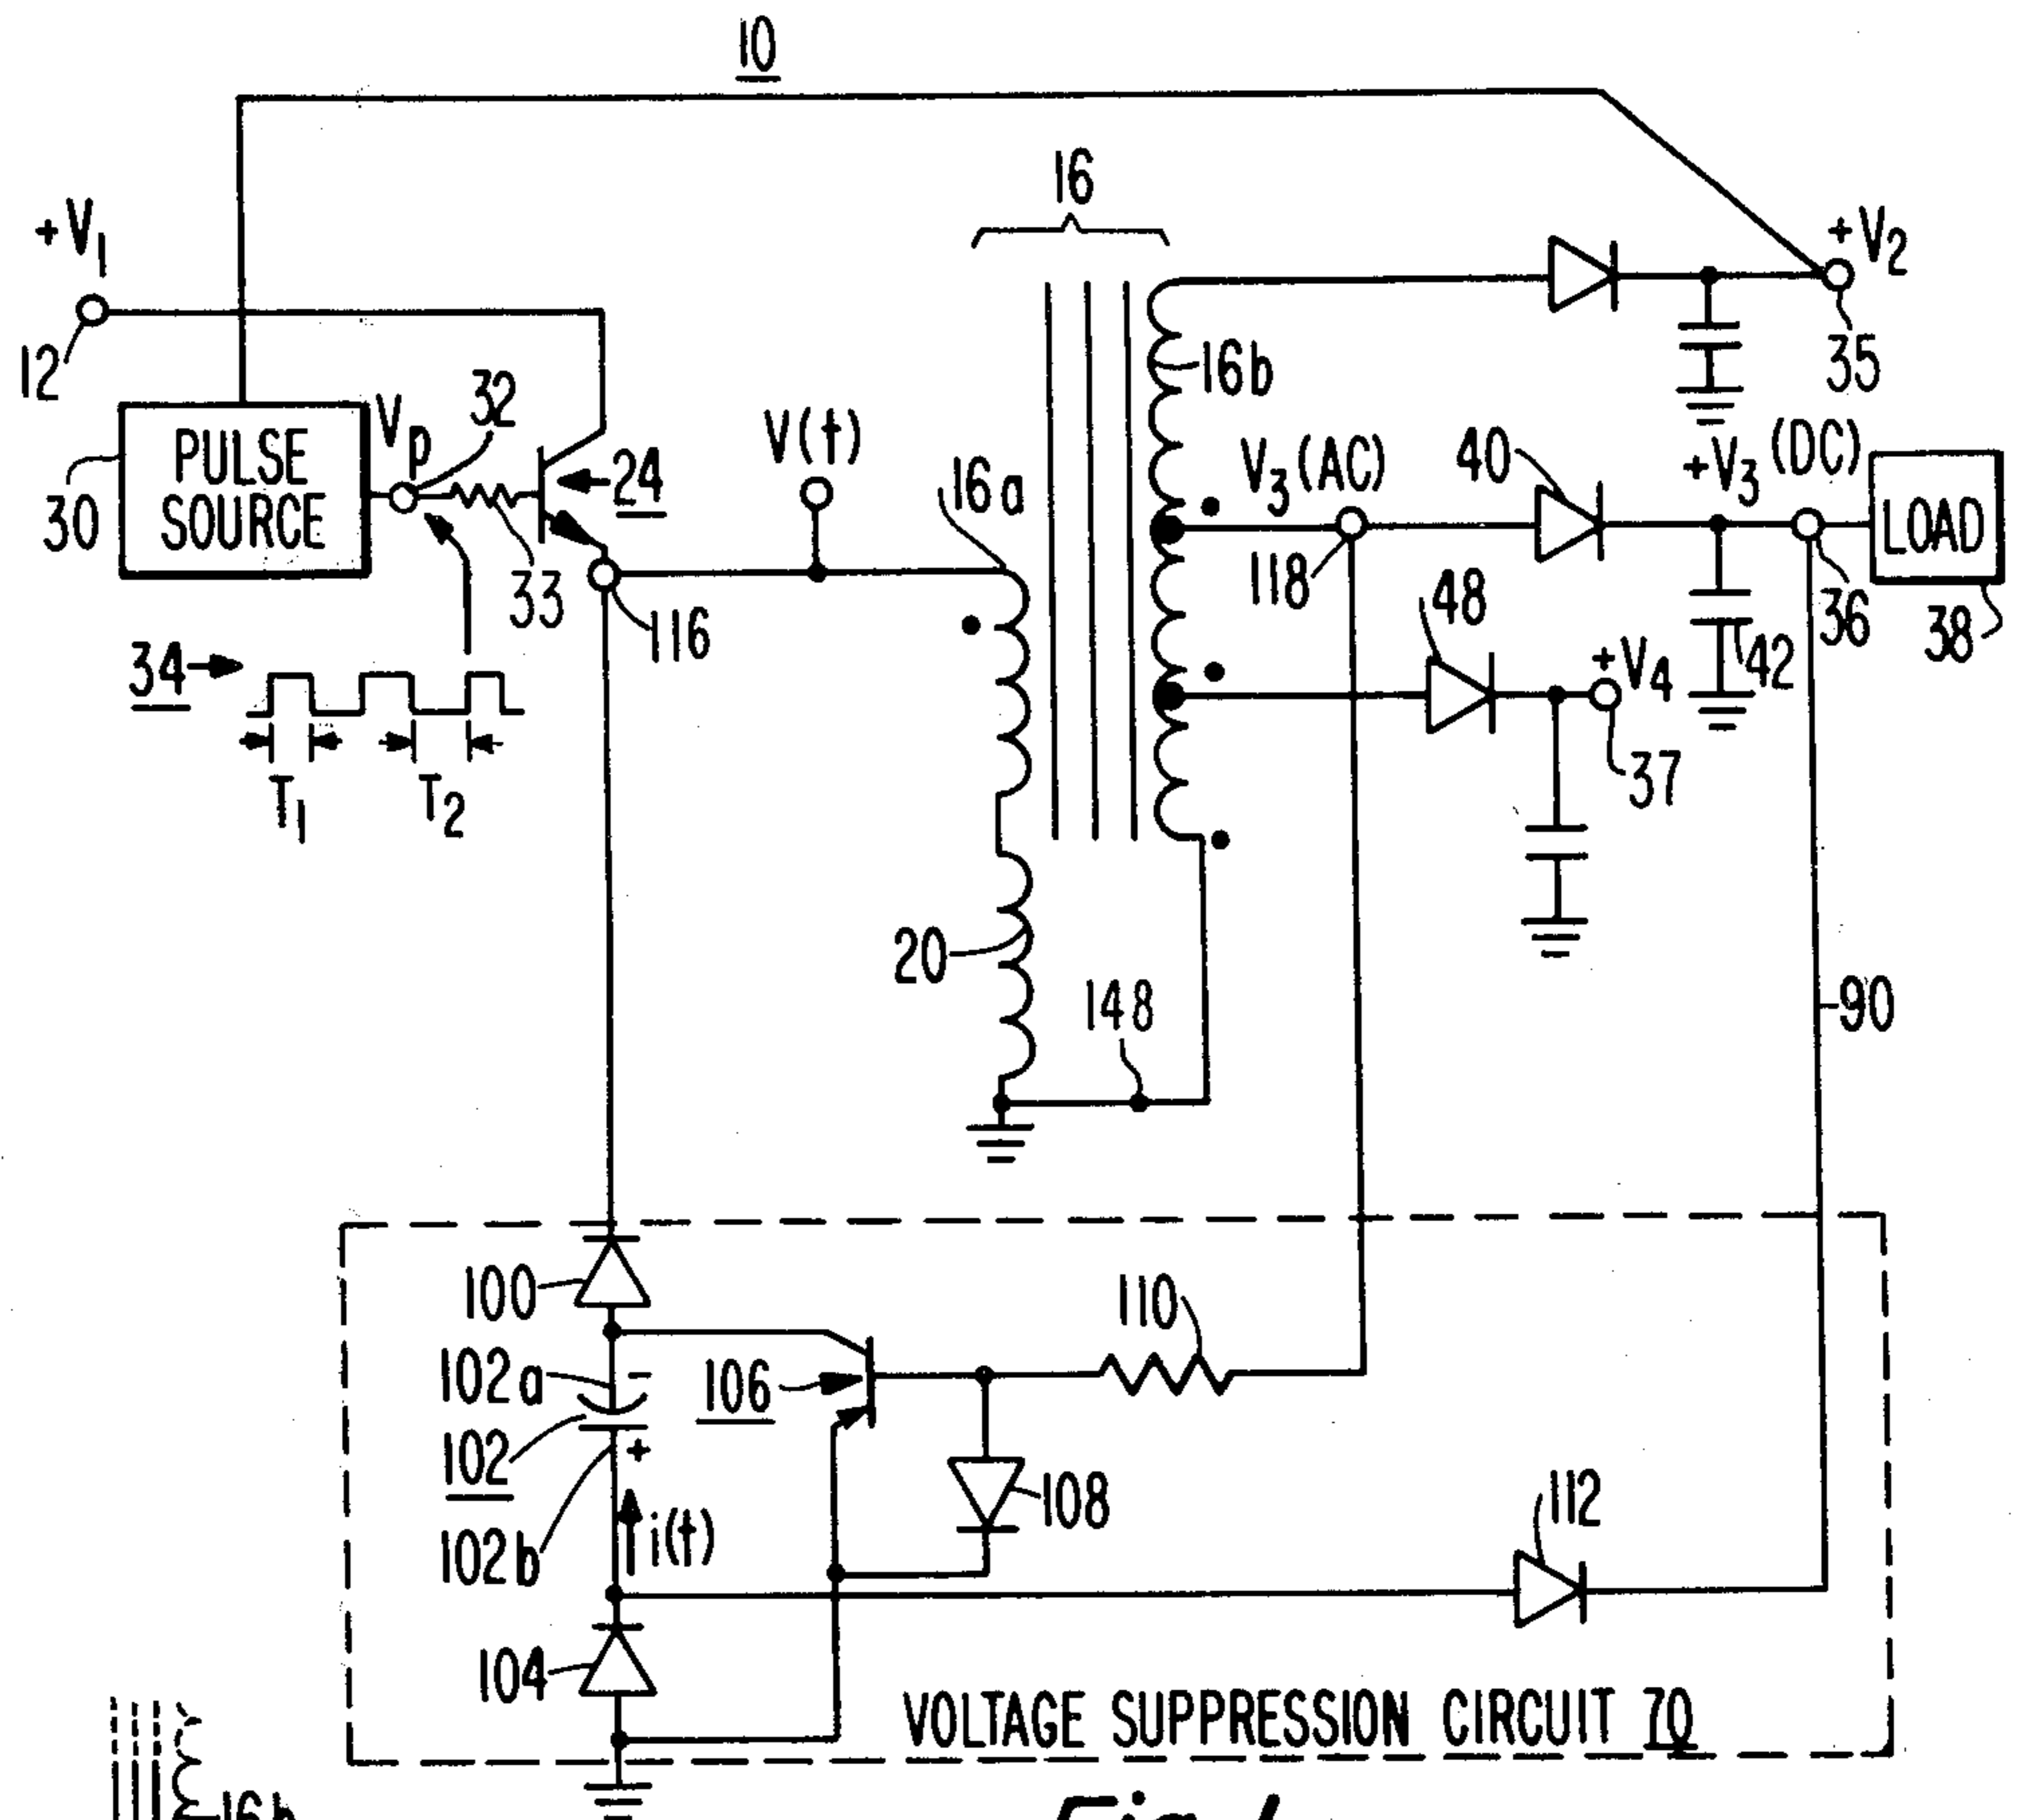 10
16
+V1
+V2
12
16b
35
PULSE
SOURCE
30
Vp
32
33
24
V(t)
16a
V3 (AC)
40
+V3 (DC)
LOAD
118
116
48
36
38
42
34
+V4
37
T1
T2
20
148
90
100
110
102a
-
106
102
+
108
102b
i(t)
112
104
VOLTAGE SUPPRESSION CIRCUIT 70
16b